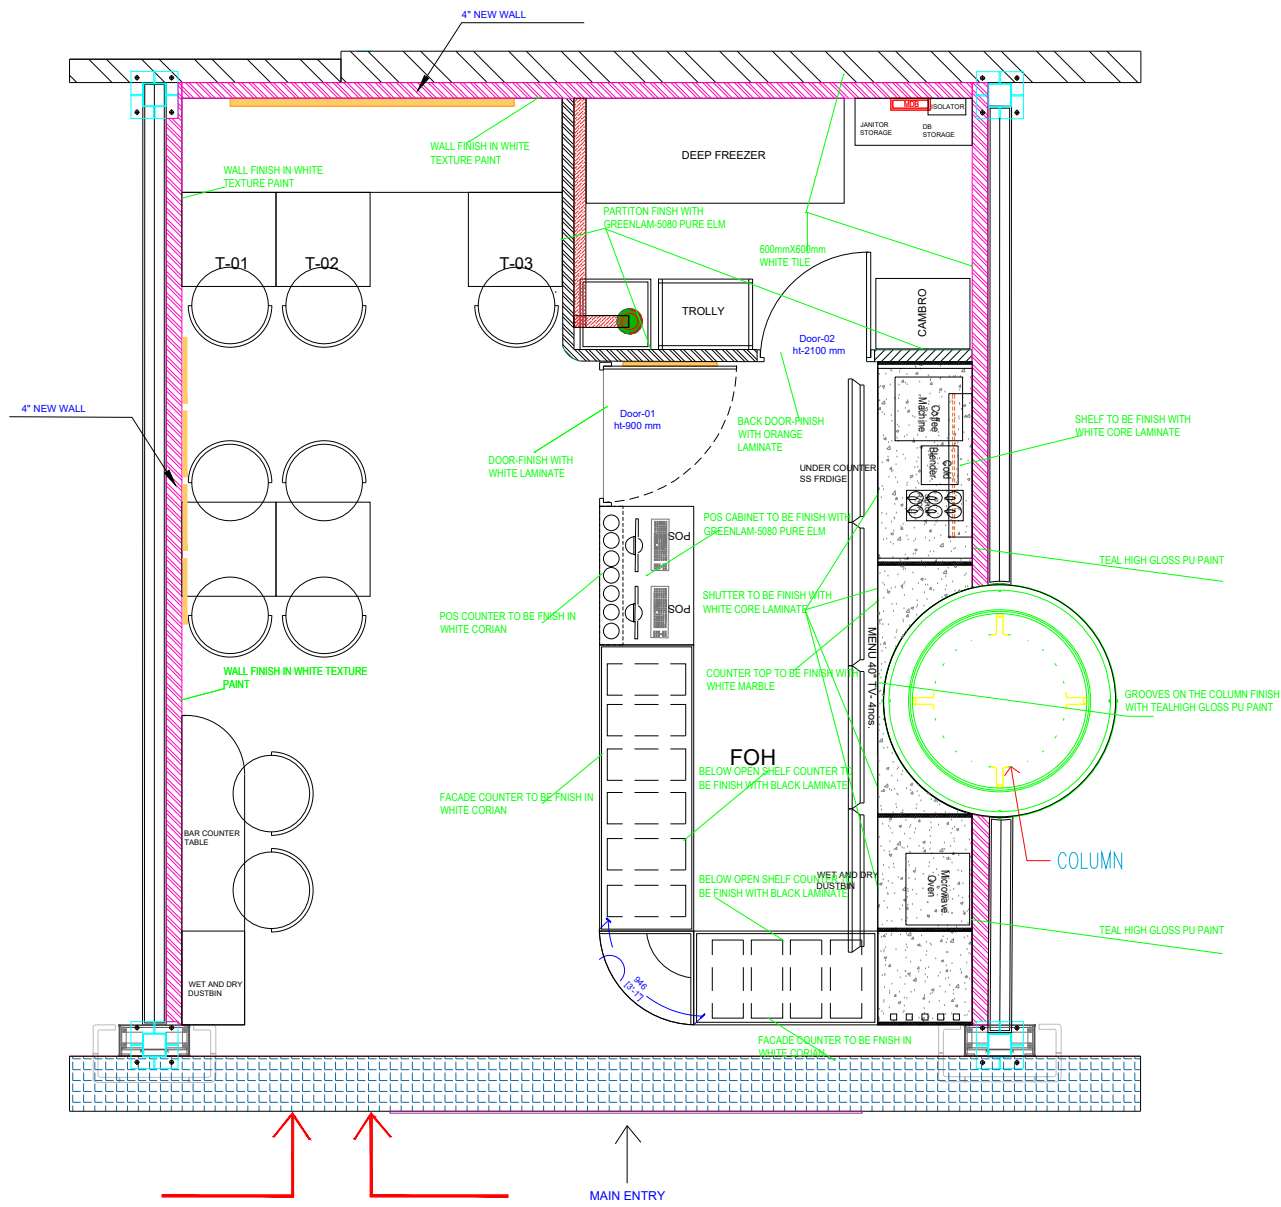 4" NEW WALL
MDB
ISOLATOR
JANITOR
STORAGE
DB
STORAGE
WALL FINISH IN WHITE
TEXTURE PAINT
DEEP FREEZER
WALL FINISH IN WHITE
TEXTURE PAINT
PARTITON FINSH WITH
GREENLAM-5080 PURE ELM
600mmX600mm
WHITE TILE
T-01
T-02
T-03
TROLLY
CAMBRO
Door-02
ht-2100 mm
4" NEW WALL
Door-01
ht-900 mm
BACK DOOR-FINISH
WITH ORANGE
LAMINATE
Coffee
Machine
SHELF TO BE FINISH WITH
WHITE CORE LAMINATE
DOOR-FINISH WITH
WHITE LAMINATE
UNDER COUNTER
SS FRDIGE
Cold
Blender
POS CABINET TO BE FINISH WITH
GREENLAM-5080 PURE ELM
POS
TEAL HIGH GLOSS PU PAINT
SHUTTER TO BE FINISH WITH
WHITE CORE LAMINATE
POS
POS COUNTER TO BE FNISH IN
WHITE CORIAN
MENU 40" TV- 4nos
WALL FINISH IN WHITE TEXTURE
PAINT
COUNTER TOP TO BE FINISH WITH
WHITE MARBLE
GROOVES ON THE COLUMN FINISH
WITH TEALHIGH GLOSS PU PAINT
FOH
BELOW OPEN SHELF COUNTER TO
BE FINISH WITH BLACK LAMINATE
FACADE COUNTER TO BE FNISH IN
WHITE CORIAN
BAR COUNTER
TABLE
COLUMN
BELOW OPEN SHELF COUNTER TO
BE FINISH WITH BLACK LAMINATE
WET AND DRY
DUSTBIN
Microwave
Oven
TEAL HIGH GLOSS PU PAINT
WET AND DRY
DUSTBIN
946
[3'-1"]
FACADE COUNTER TO BE FNISH IN
WHITE CORIAN
MAIN ENTRY